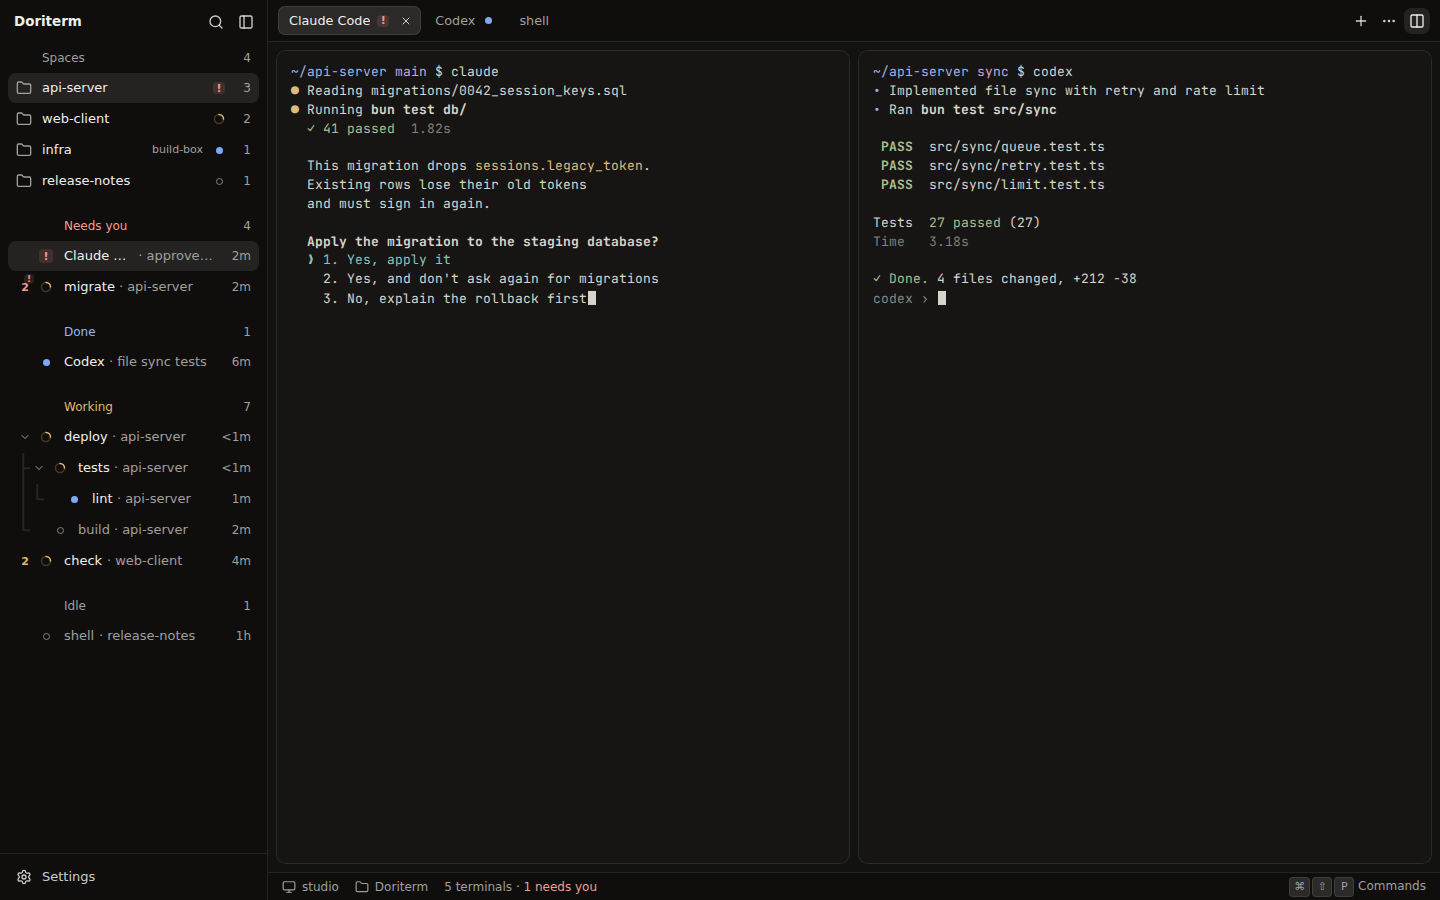 Doriterm
Spaces 4
api-server ! 3
web-client 2
infra build-box 1
release-notes 1
Needs you 4
! Claude ... · approve... 2m
2 ! migrate · api-server 2m
Done 1
Codex · file sync tests 6m
Working 7
deploy · api-server <1m
tests · api-server <1m
lint · api-server 1m
build · api-server 2m
2 check · web-client 4m
Idle 1
shell · release-notes 1h
Settings
Claude Code ! Codex shell
~/api-server main $ claude
Reading migrations/0042_session_keys.sql
Running bun test db/
✓ 41 passed 1.82s
This migration drops sessions.legacy_token.
Existing rows lose their old tokens
and must sign in again.
Apply the migration to the staging database?
❯ 1. Yes, apply it
2. Yes, and don't ask again for migrations
3. No, explain the rollback first
~/api-server sync $ codex
• Implemented file sync with retry and rate limit
• Ran bun test src/sync
PASS src/sync/queue.test.ts
PASS src/sync/retry.test.ts
PASS src/sync/limit.test.ts
Tests 27 passed (27)
Time 3.18s
✓ Done. 4 files changed, +212 -38
codex ›
studio Doriterm 5 terminals · 1 needs you
⌘ ⇧ P Commands